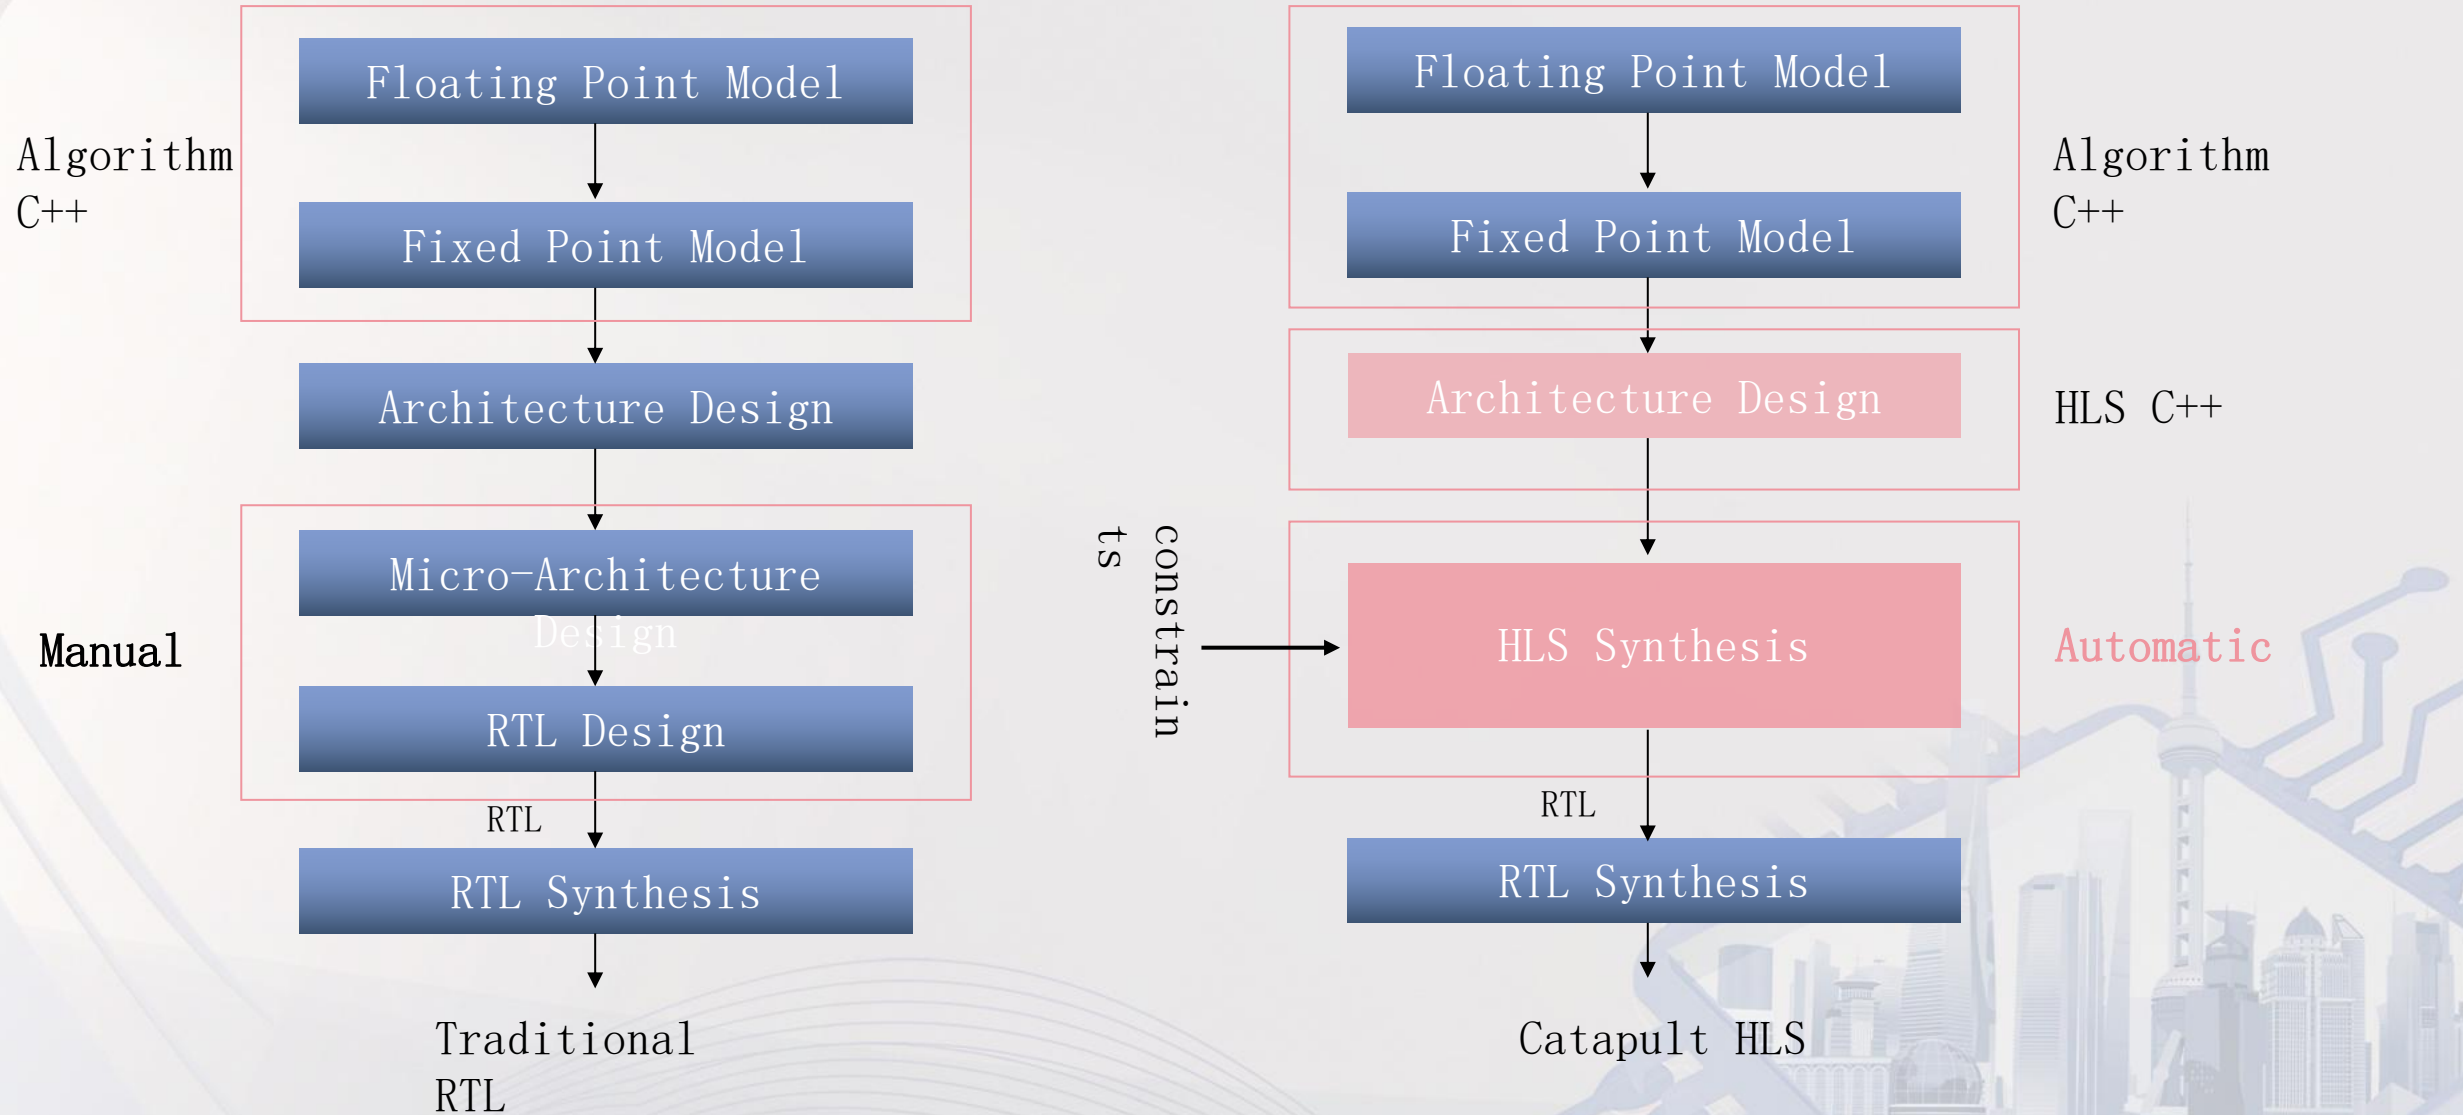 Floating Point Model
Algorithm
C++
Fixed Point Model
Architecture Design
Micro-Architecture
Design
Manual
RTL Design
RTL
RTL Synthesis
Traditional
RTL
Floating Point Model
Algorithm
C++
Fixed Point Model
Architecture Design
HLS C++
constrain
ts
HLS Synthesis
Automatic
RTL
RTL Synthesis
Catapult HLS